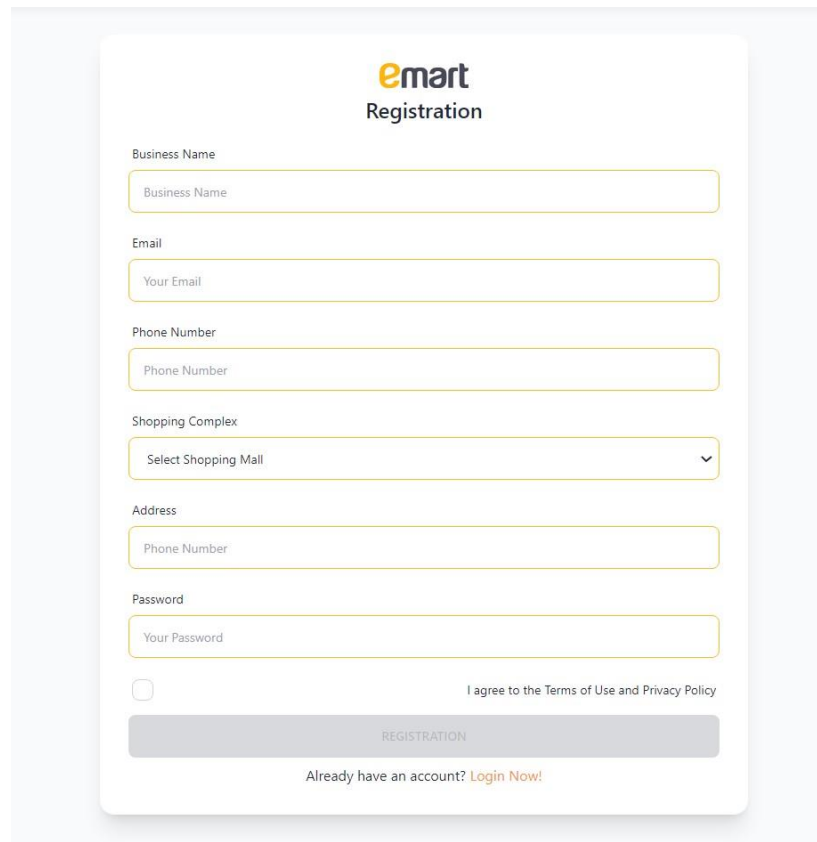 emart
Registration
Business Name
Business Name
Email
Your Email
Phone Number
Phone Number
Shopping Complex
Select Shopping Mall
Address
Phone Number
Password
Your Password
I agree to the Terms of Use and Privacy Policy
REGISTRATION
Already have an account? Login Now!